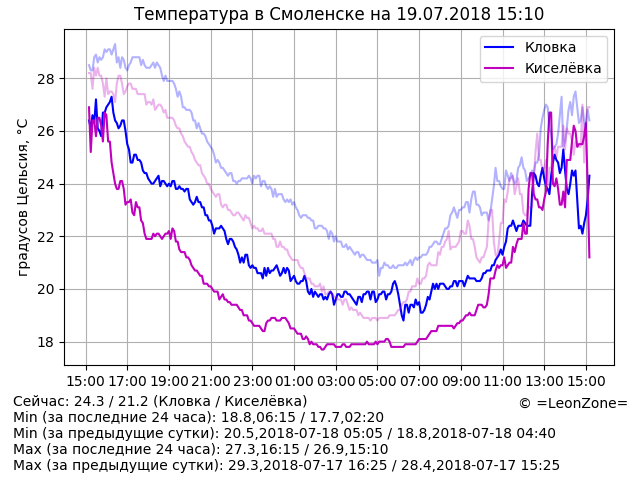 Температура в Смоленске на 19.07.2018 15:10
Кловка
Киселёвка
градусов Цельсия, °C
28
26
24
22
20
18
15:00 17:00 19:00 21:00 23:00 01:00 03:00 05:00 07:00 09:00 11:00 13:00 15:00
Сейчас: 24.3 / 21.2 (Кловка / Киселёвка)
© =LeonZone=
Min (за последние 24 часа): 18.8,06:15 / 17.7,02:20
Min (за предыдущие сутки): 20.5,2018-07-18 05:05 / 18.8,2018-07-18 04:40
Max (за последние 24 часа): 27.3,16:15 / 26.9,15:10
Max (за предыдущие сутки): 29.3,2018-07-17 16:25 / 28.4,2018-07-17 15:25